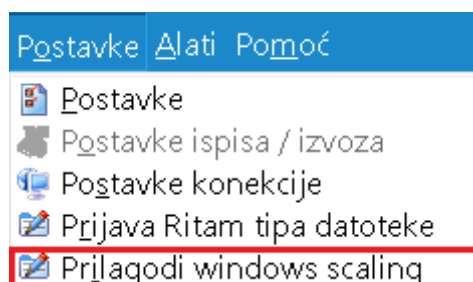 Postavke Alati Pomoć
Postavke
Postavke ispisa / izvoza
Postavke konekcije
Prijava Ritam tipa datoteke
Prilagodi windows scaling